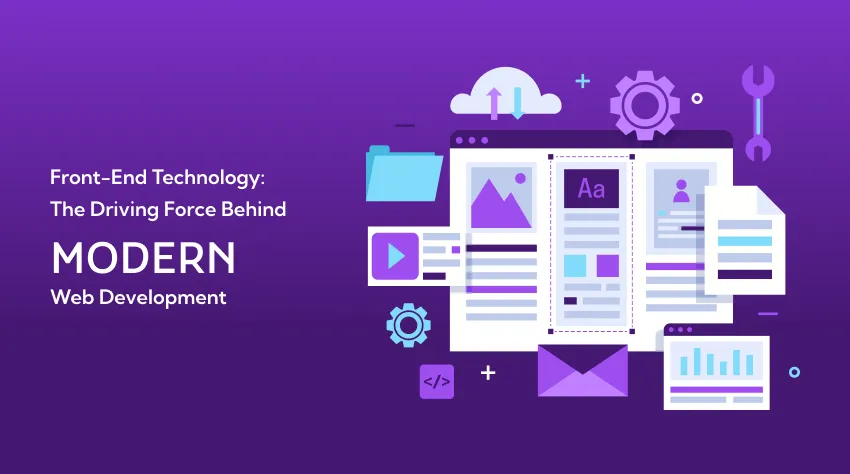 Front-End Technology:
The Driving Force Behind
MODERN
Web Development
Aa
</>